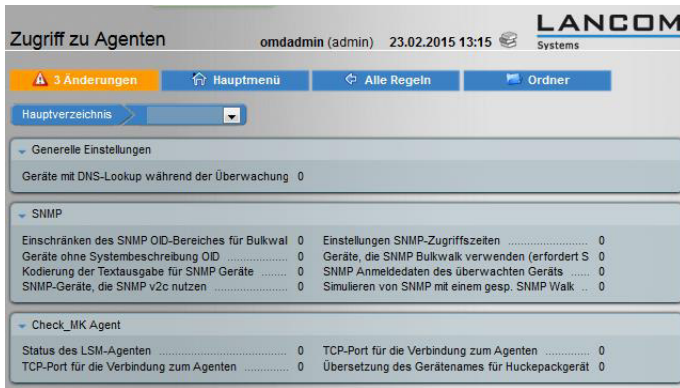 Zugriff zu Agenten
omdadmin (admin) 23.02.2015 13:15
LANCOM
Systems
3 Änderungen
Hauptmenü
Alle Regeln
Ordner
Hauptverzeichnis
Generelle Einstellungen
Geräte mit DNS-Lookup während der Überwachung 0
SNMP
Einschränken des SNMP OID-Bereiches für Bulkwal 0
Einstellungen SNMP-Zugriffszeiten ................ 0
Geräte ohne Systembeschreibung OID ................ 0
Geräte, die SNMP Bulkwalk verwenden (erfordert S 0
Kodierung der Textausgabe für SNMP Geräte ........ 0
SNMP Anmeldedaten des überwachten Geräts ...... 0
SNMP-Geräte, die SNMP v2c nutzen .................. 0
Simulieren von SNMP mit einem gesp. SNMP Walk .. 0
Check_MK Agent
Status des LSM-Agenten ................................ 0
TCP-Port für die Verbindung zum Agenten ........... 0
TCP-Port für die Verbindung zum Agenten ............ 0
Übersetzung des Gerätenames für Huckepackgerät 0